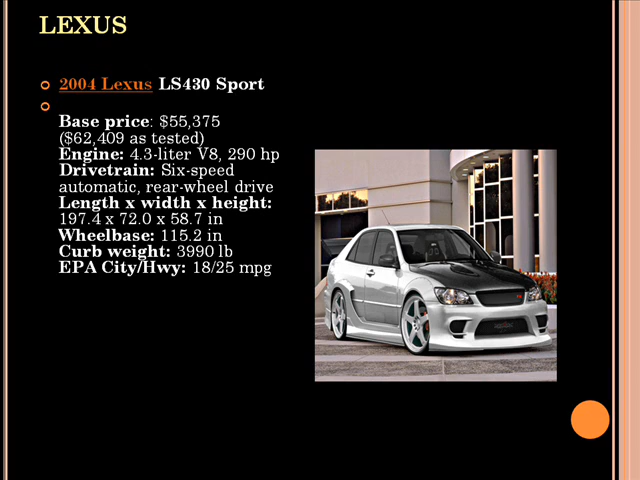 LEXUS
2004 Lexus LS430 Sport
Base price: $55,375
($62,409 as tested)
Engine: 4.3-liter V8, 290 hp
Drivetrain: Six-speed
automatic, rear-wheel drive
Length x width x height:
197.4 x 72.0 x 58.7 in
Wheelbase: 115.2 in
Curb weight: 3990 lb
EPA City/Hwy: 18/25 mpg